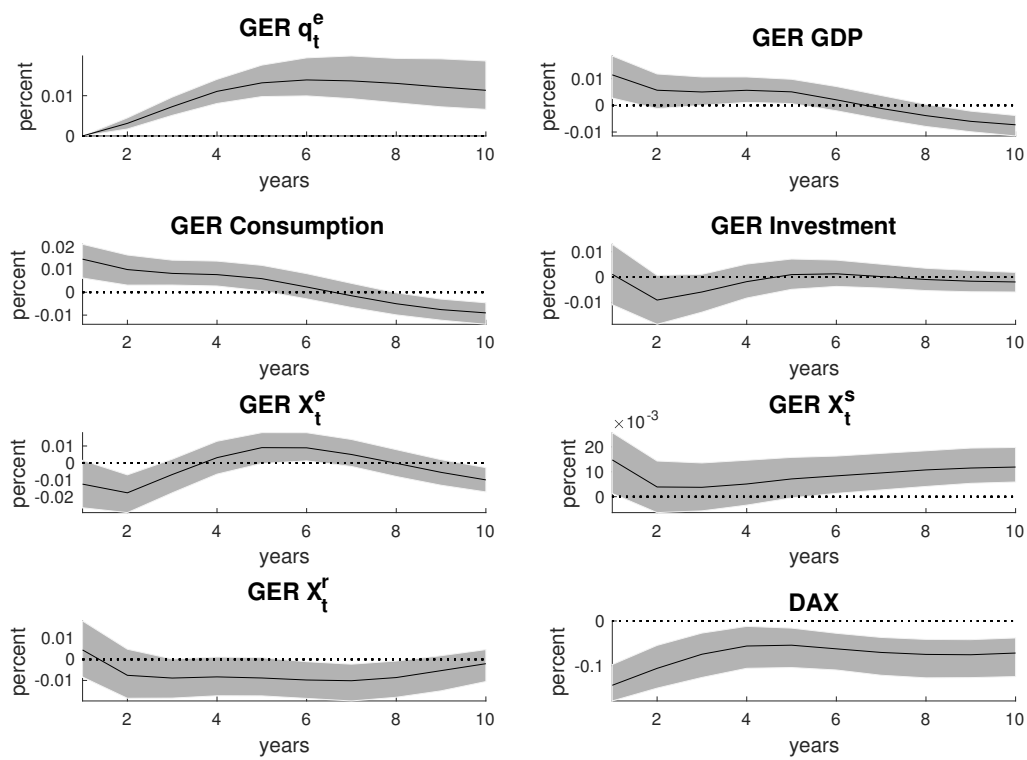 GER q_t^e
percent
0.01
0
2 4 6 8 10
years
GER GDP
percent
0.01
0
-0.01
2 4 6 8 10
years
GER Consumption
percent
0.02
0.01
0
-0.01
2 4 6 8 10
years
GER Investment
percent
0.01
0
-0.01
2 4 6 8 10
years
GER X_t^e
percent
0.01
0
-0.01
-0.02
2 4 6 8 10
years
GER X_t^s
×10^-3
percent
20
10
0
2 4 6 8 10
years
GER X_t^r
percent
0.01
0
-0.01
2 4 6 8 10
years
DAX
percent
0
-0.1
2 4 6 8 10
years